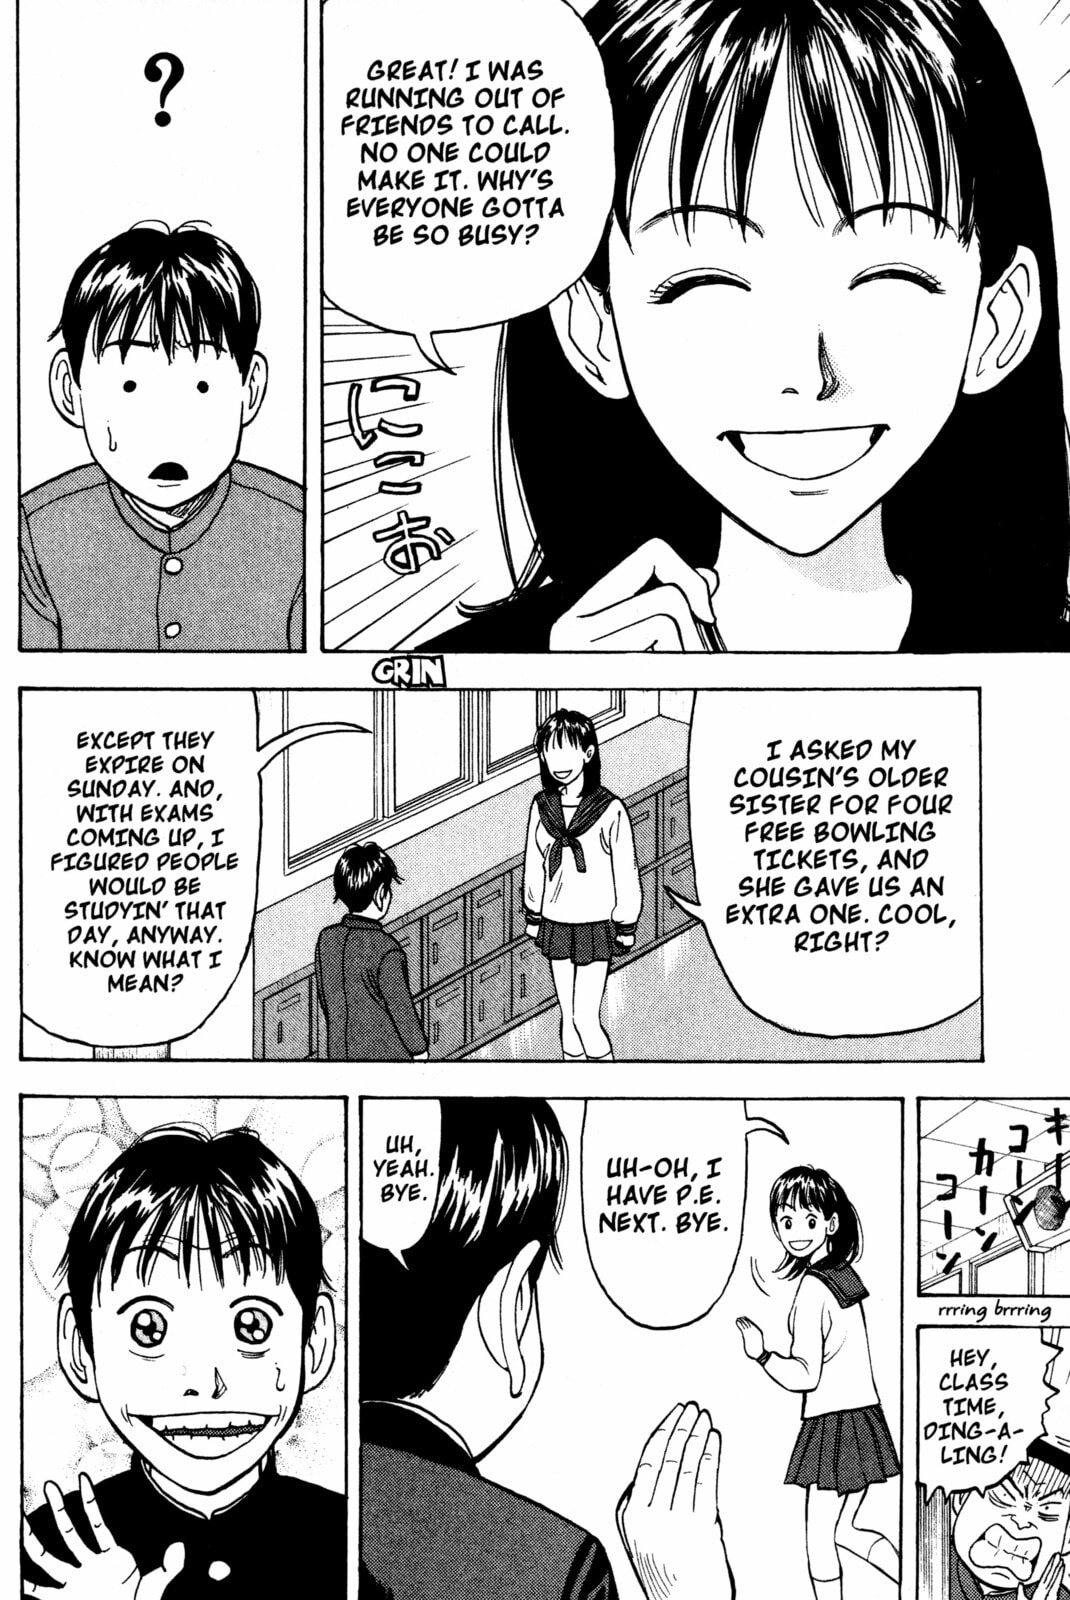 GREAT! I WAS
RUNNING OUT OF
FRIENDS TO CALL.
NO ONE COULD
MAKE IT. WHY'S
EVERYONE GOTTA
BE SO BUSY?
にこお
GRIN
?
I ASKED MY
COUSIN'S OLDER
SISTER FOR FOUR
FREE BOWLING
TICKETS, AND
SHE GAVE US AN
EXTRA ONE. COOL,
RIGHT?
EXCEPT THEY
EXPIRE ON
SUNDAY. AND,
WITH EXAMS
COMING UP, I
FIGURED PEOPLE
WOULD BE
STUDYIN' THAT
DAY, ANYWAY.
KNOW WHAT I
MEAN?
キーン
コーン
カーン
コーン
rrring brrring
HEY,
CLASS
TIME,
DING-A-
LING!
UH-OH, I
HAVE P.E.
NEXT. BYE.
UH,
YEAH.
BYE.